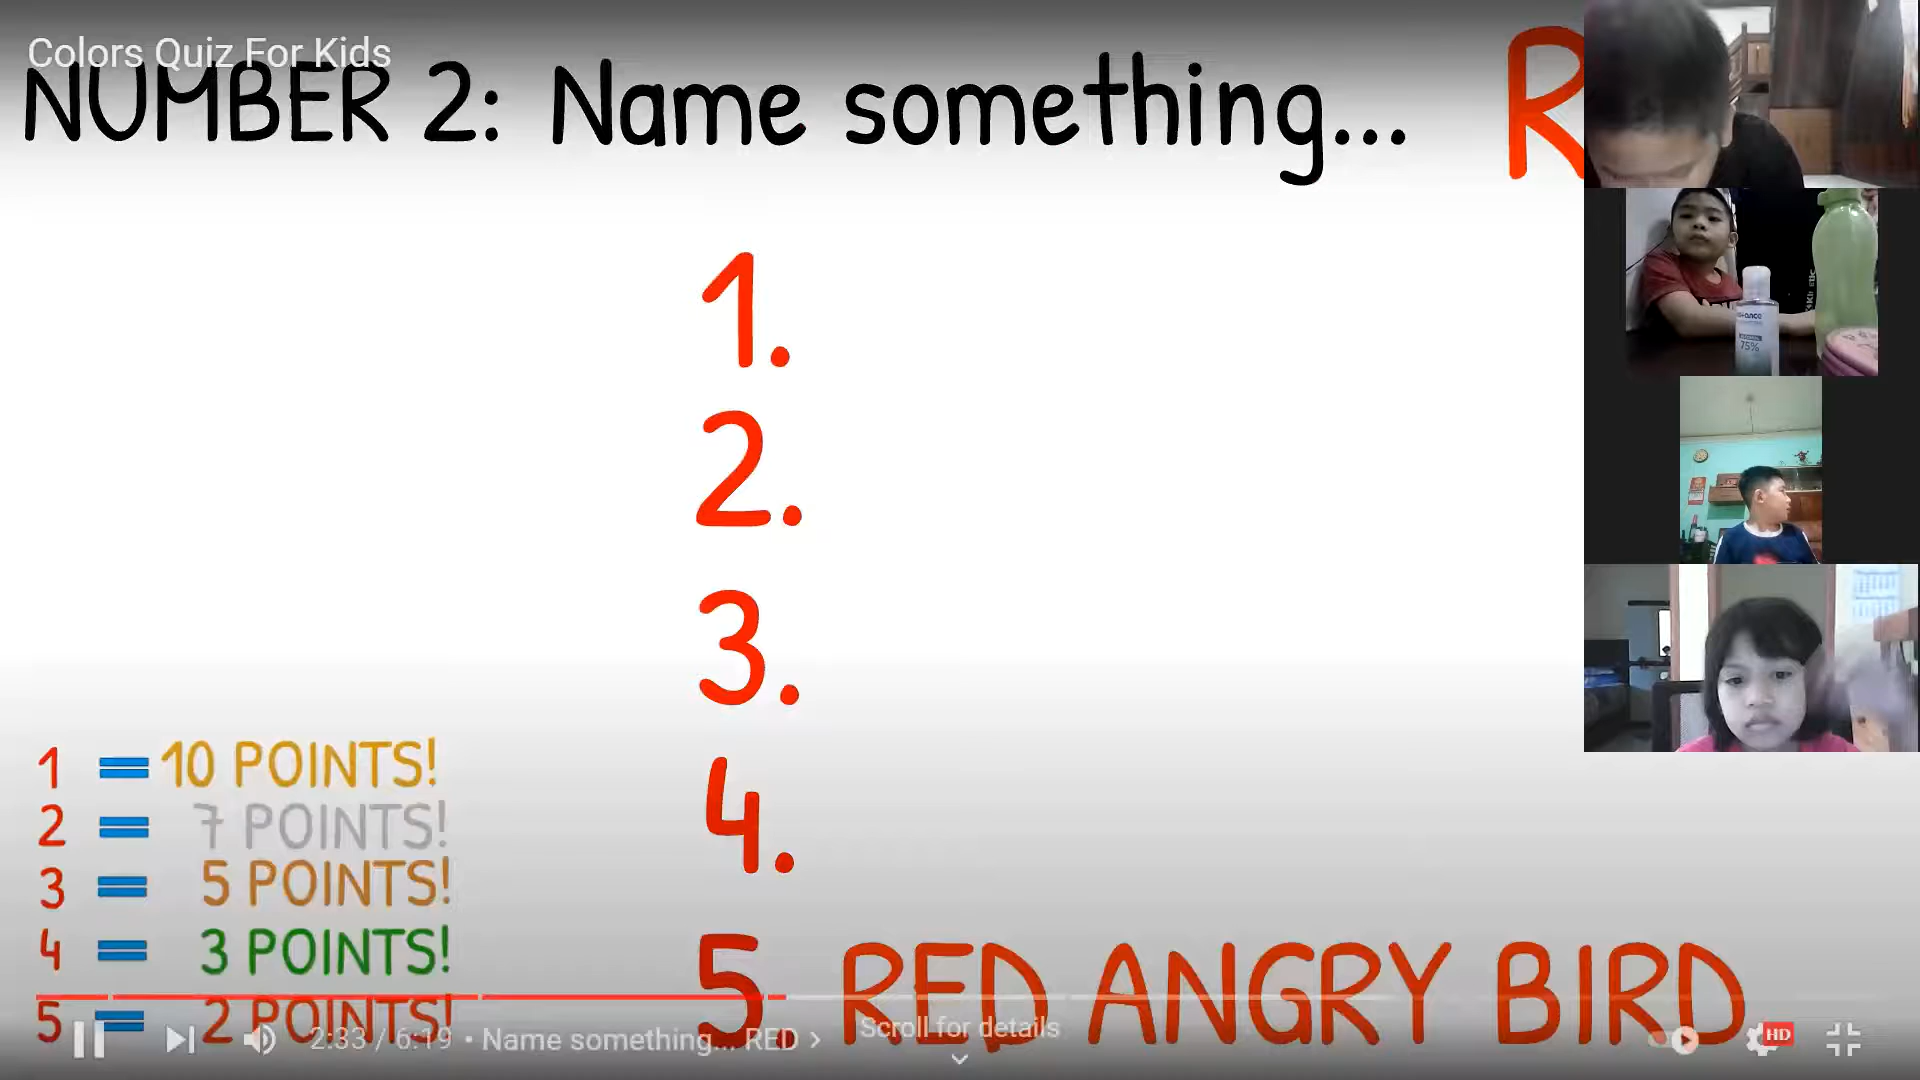 Colors Quiz For Kids
NUMBER 2: Name something... R
1.
2.
3.
4.
5 RED ANGRY BIRD
1 = 10 POINTS!
2 = 7 POINTS!
3 = 5 POINTS!
4 = 3 POINTS!
5 = 2 POINTS!
2:33 / 6:19 • Name something... RED >
Scroll for details
HD
75%